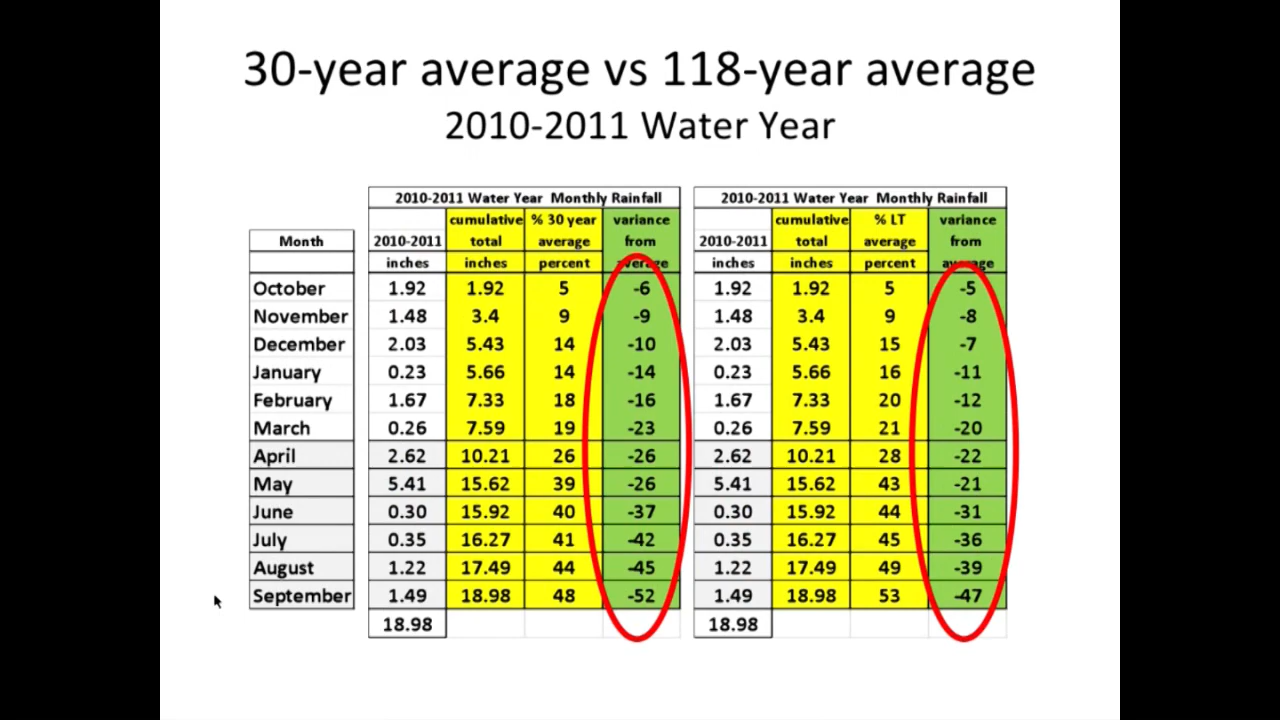 30-year average vs 118-year average
2010-2011 Water Year
2010-2011 Water Year Monthly Rainfall 2010-2011 Water Year Monthly Rainfall
cumulative % 30 year variance cumulative % LT variance
Month 2010-2011 total average from 2010-2011 total average from
inches inches percent average inches inches percent average
October 1.92 1.92 5 -6 1.92 1.92 5 -5
November 1.48 3.4 9 -9 1.48 3.4 9 -8
December 2.03 5.43 14 -10 2.03 5.43 15 -7
January 0.23 5.66 14 -14 0.23 5.66 16 -11
February 1.67 7.33 18 -16 1.67 7.33 20 -12
March 0.26 7.59 19 -23 0.26 7.59 21 -20
April 2.62 10.21 26 -26 2.62 10.21 28 -22
May 5.41 15.62 39 -26 5.41 15.62 43 -21
June 0.30 15.92 40 -37 0.30 15.92 44 -31
July 0.35 16.27 41 -42 0.35 16.27 45 -36
August 1.22 17.49 44 -45 1.22 17.49 49 -39
September 1.49 18.98 48 -52 1.49 18.98 53 -47
18.98 18.98